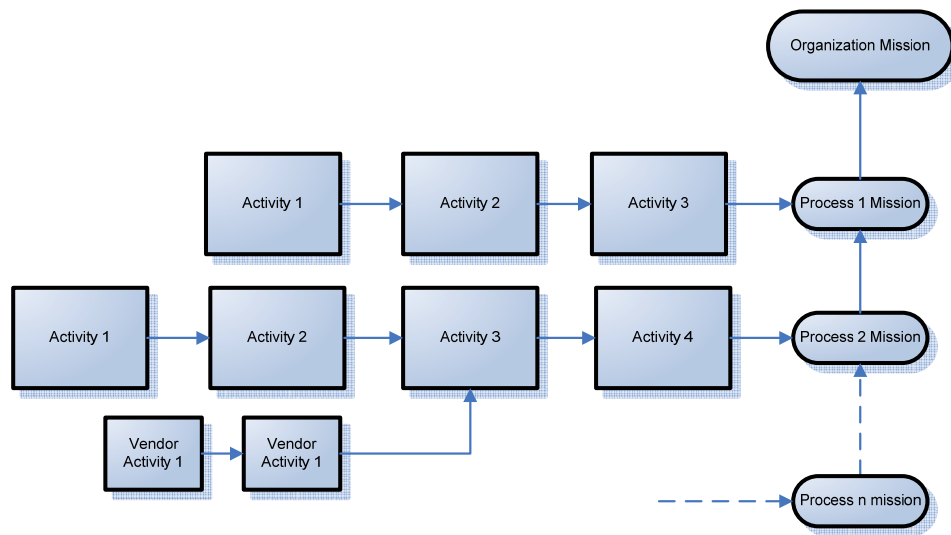 Organization Mission
Activity 1
Activity 2
Activity 3
Process 1 Mission
Activity 1
Activity 2
Activity 3
Activity 4
Process 2 Mission
Vendor
Activity 1
Vendor
Activity 1
Process n mission